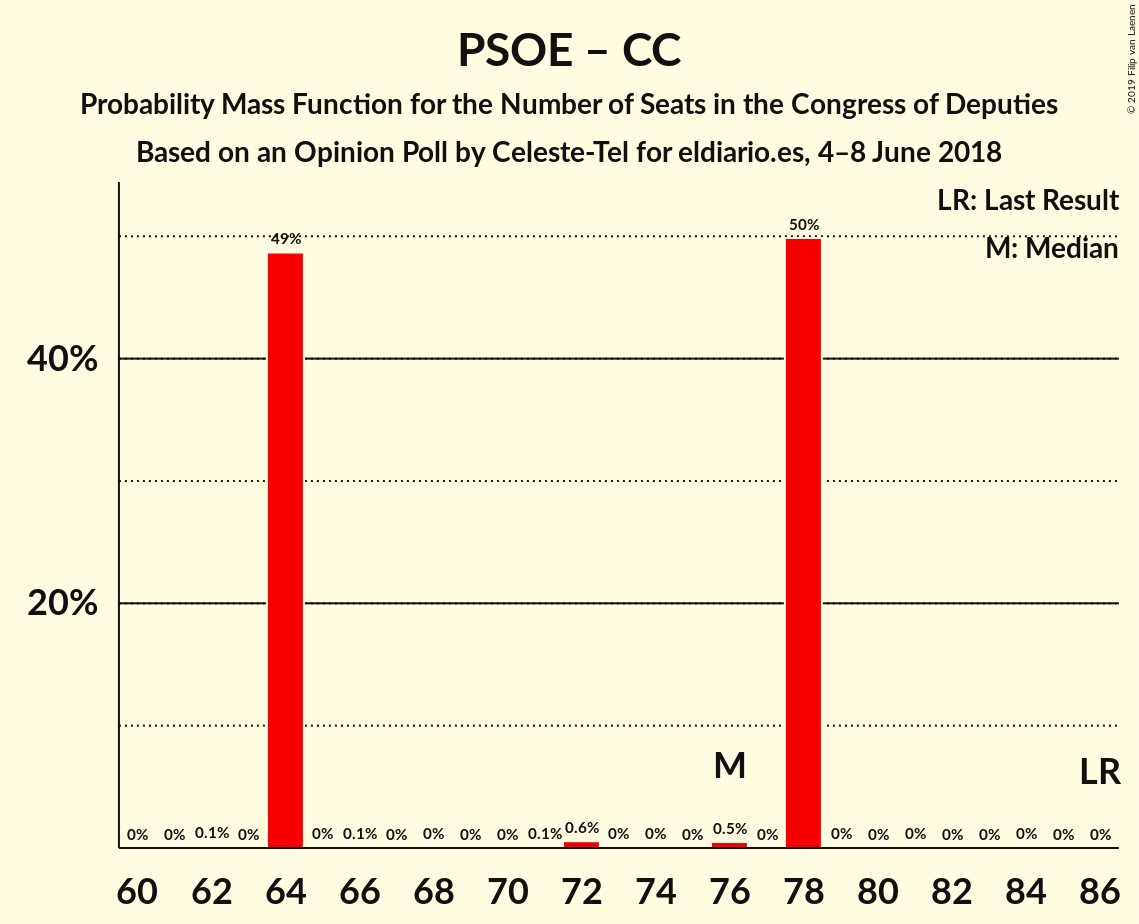 PSOE – CC
Probability Mass Function for the Number of Seats in the Congress of Deputies
Based on an Opinion Poll by Celeste-Tel for eldiario.es, 4–8 June 2018
© 2019 Filip van Laenen
LR: Last Result
M: Median
50%
49%
40%
20%
M
LR
0% 0% 0.1% 0% 0% 0.1% 0% 0% 0% 0% 0.1% 0.6% 0% 0% 0% 0.5% 0% 0% 0% 0% 0% 0% 0% 0% 0%
60 62 64 66 68 70 72 74 76 78 80 82 84 86